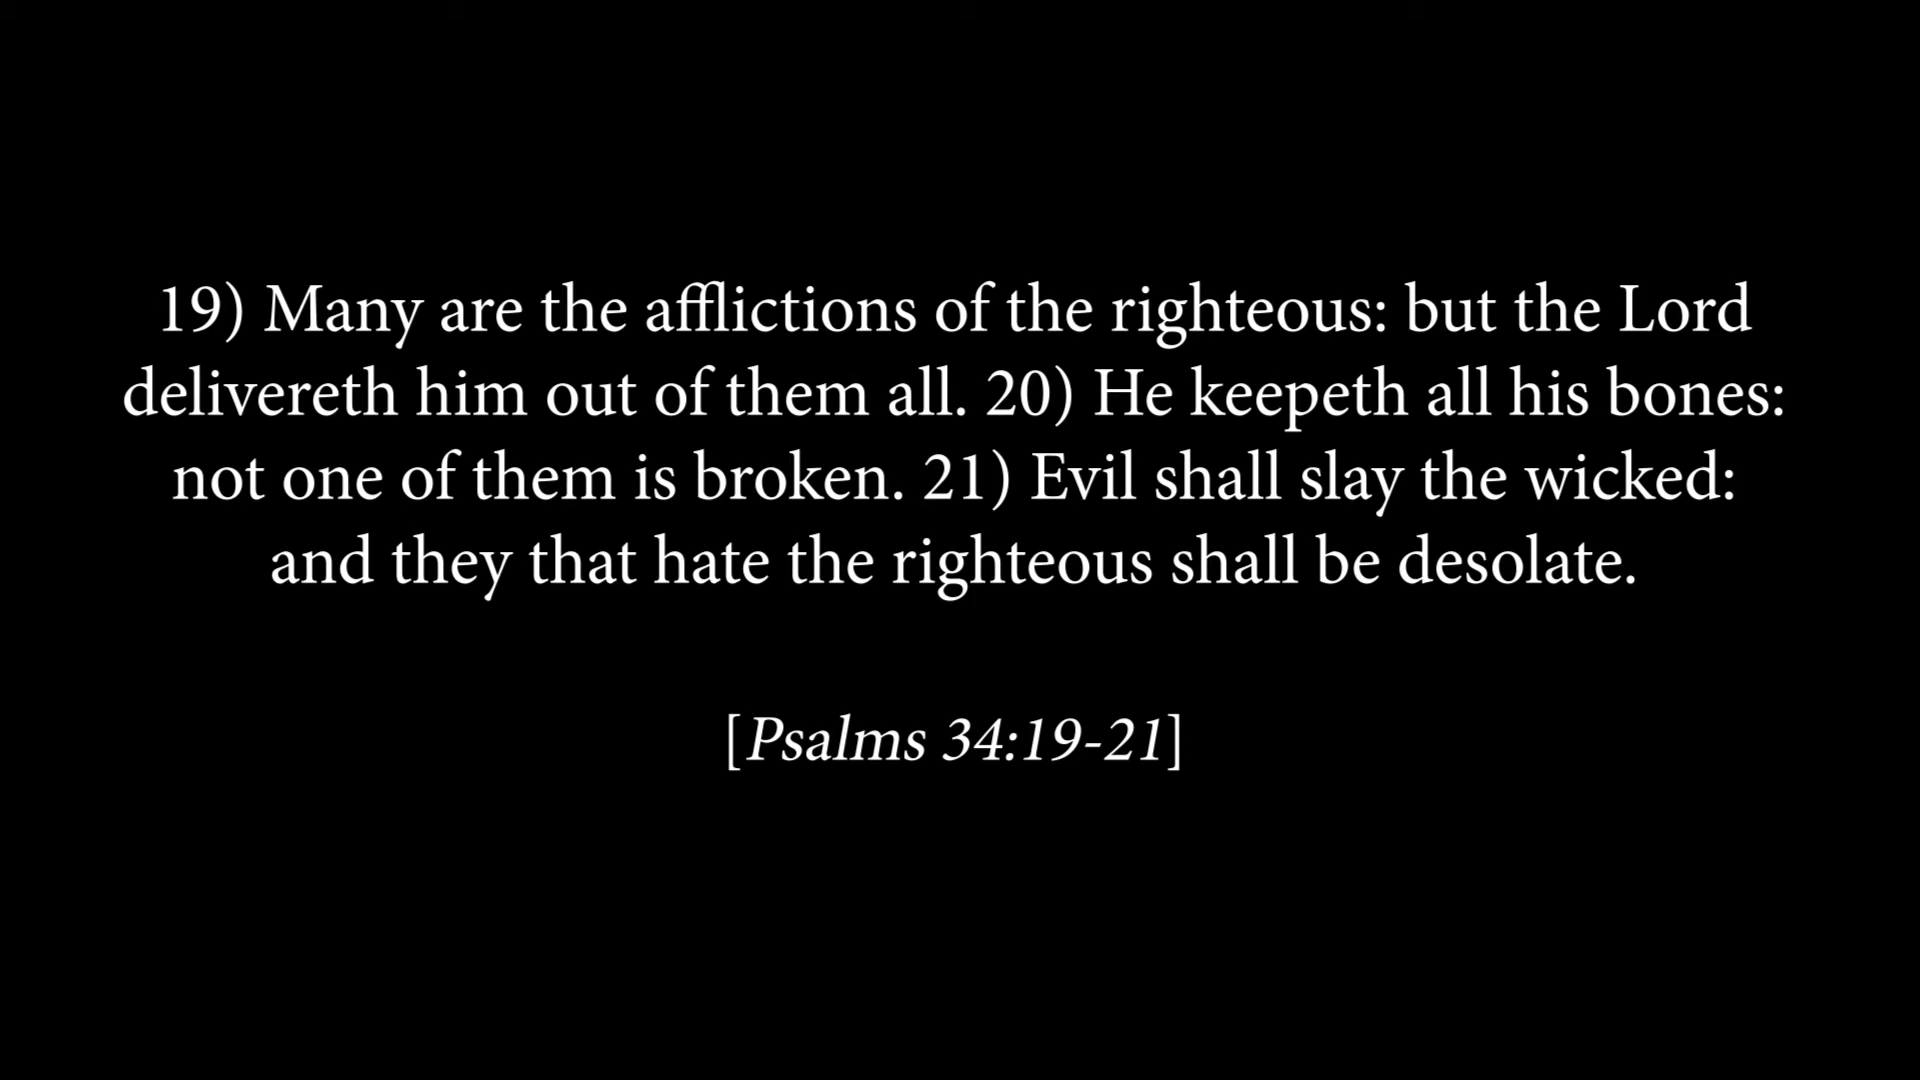 19) Many are the afflictions of the righteous: but the Lord
delivereth him out of them all. 20) He keepeth all his bones:
not one of them is broken. 21) Evil shall slay the wicked:
and they that hate the righteous shall be desolate.
[Psalms 34:19-21]